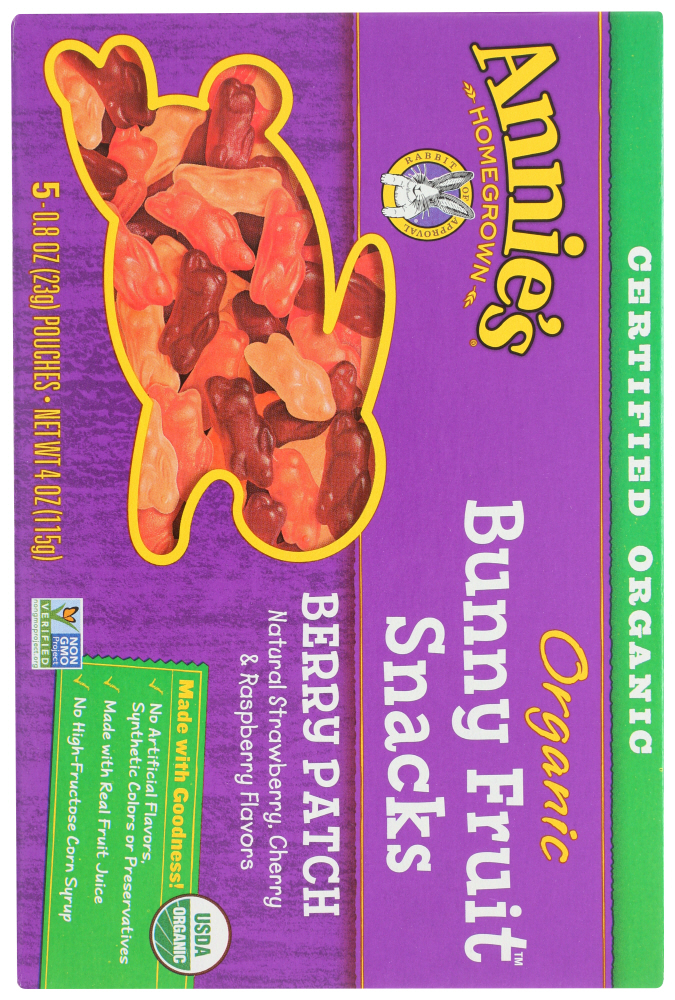 CERTIFIED ORGANIC
Annie's®
HOMEGROWN
RABBIT OF APPROVAL
Organic
Bunny Fruit™
Snacks
BERRY PATCH
Natural Strawberry, Cherry
& Raspberry Flavors
Made with Goodness!
✓ No Artificial Flavors,
Synthetic Colors or Preservatives
✓ Made with Real Fruit Juice
✓ No High-Fructose Corn Syrup
USDA
ORGANIC
NON
GMO
Project
VERIFIED
nongmoproject.org
5-0.8 OZ (23g) POUCHES • NET WT 4 OZ (115g)